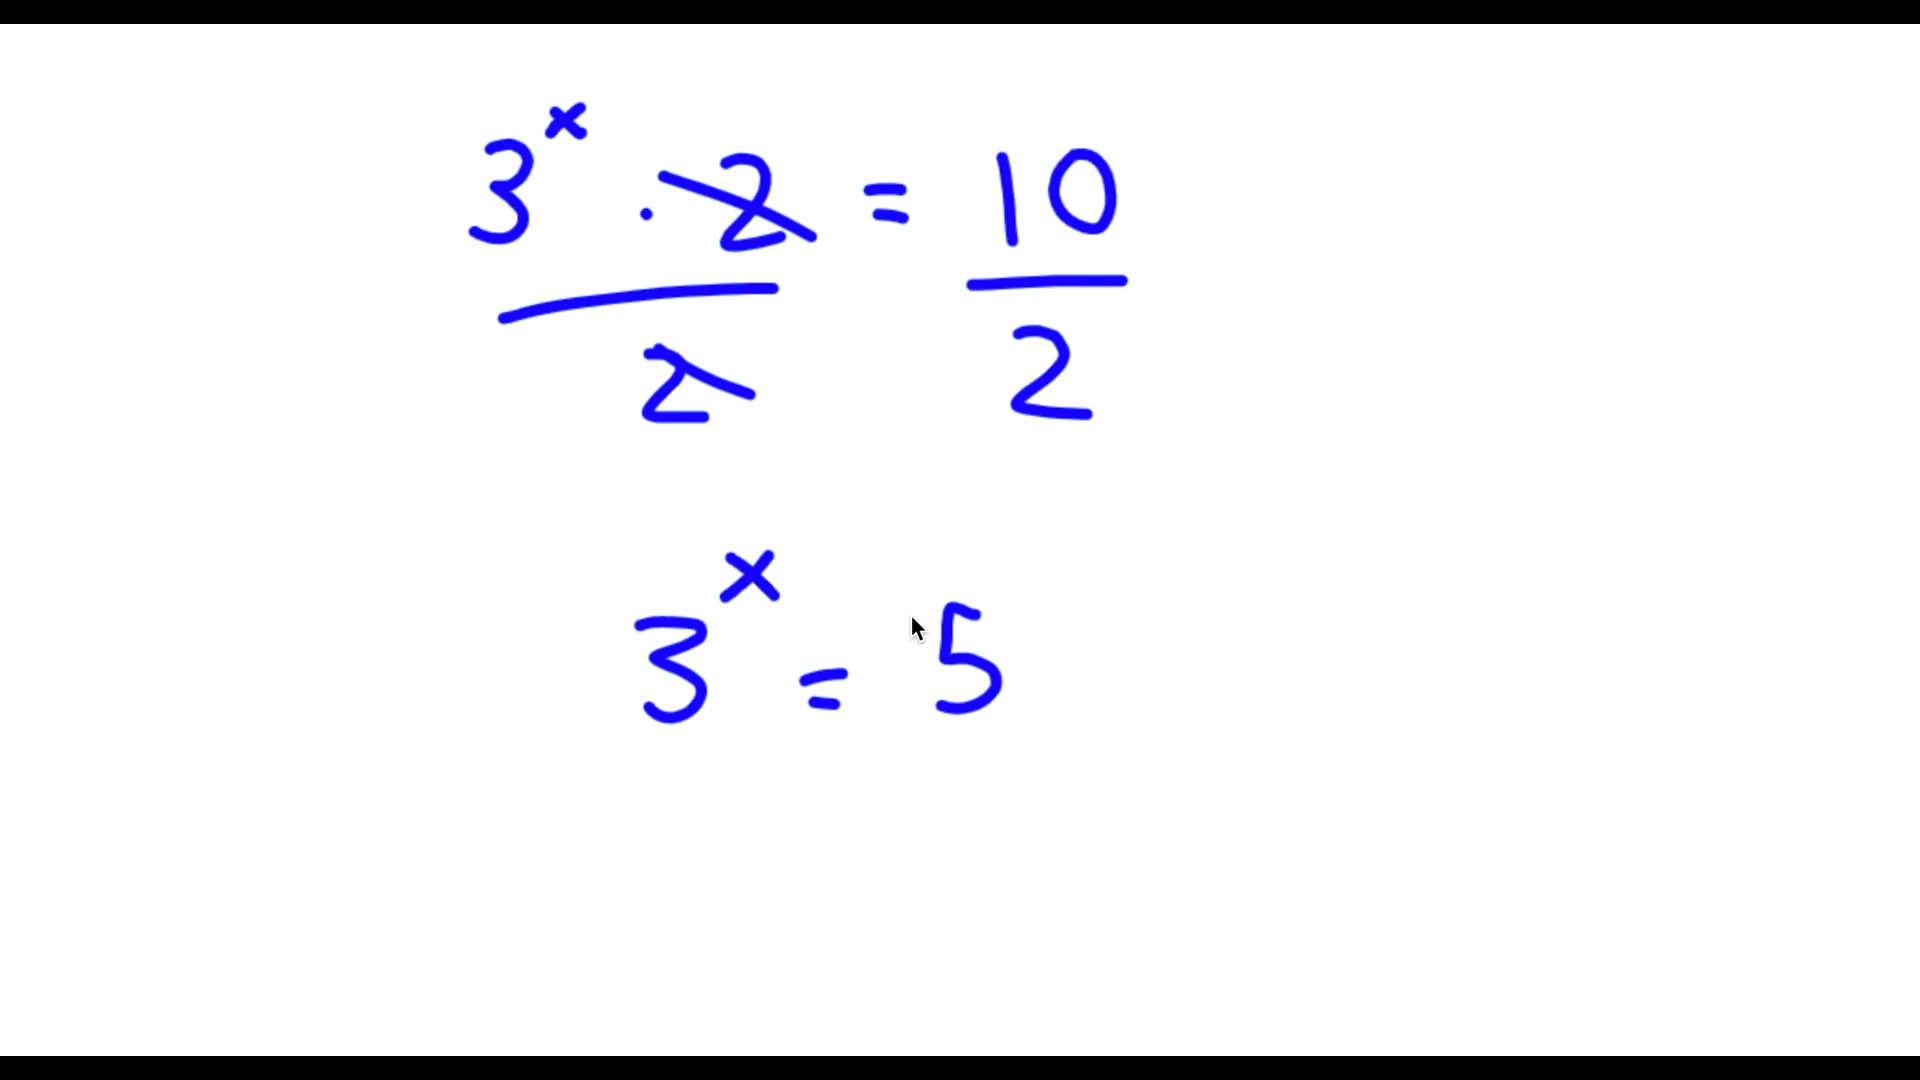 3^x · 2 = 10
2 2
3^x = 5